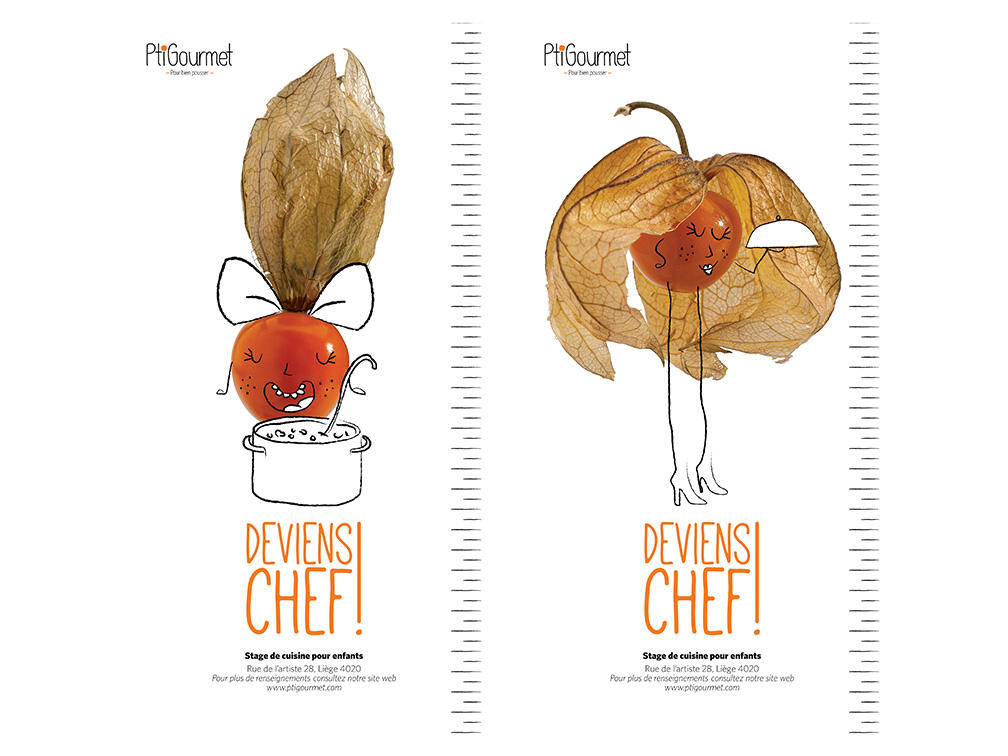 PtiGourmet
– Pour bien pousser –
DEVIENS
CHEF!
Stage de cuisine pour enfants
Rue de l'artiste 28, Liège 4020
Pour plus de renseignements consultez notre site web
www.ptigourmet.com
PtiGourmet
– Pour bien pousser –
DEVIENS
CHEF!
Stage de cuisine pour enfants
Rue de l'artiste 28, Liège 4020
Pour plus de renseignements consultez notre site web
www.ptigourmet.com